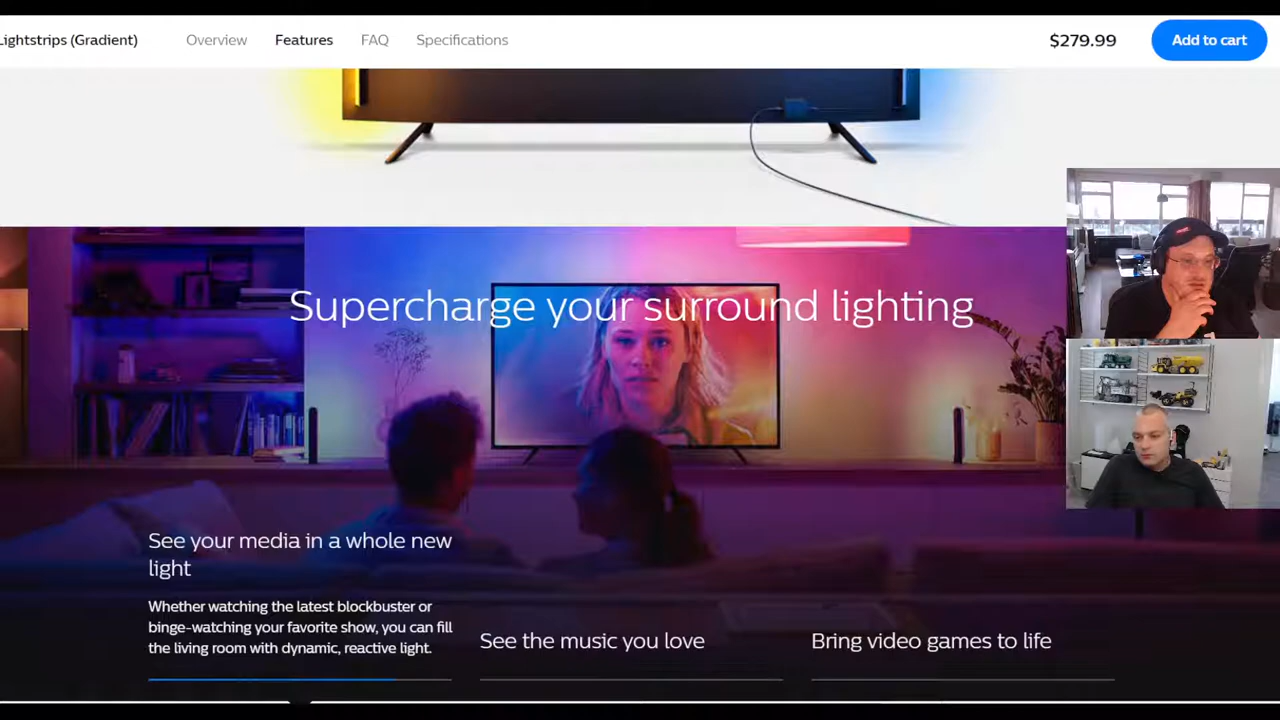 Lightstrips (Gradient)
Overview
Features
FAQ
Specifications
$279.99
Add to cart
Supercharge your surround lighting
See your media in a whole new
light
Whether watching the latest blockbuster or
binge-watching your favorite show, you can fill
the living room with dynamic, reactive light.
See the music you love
Bring video games to life